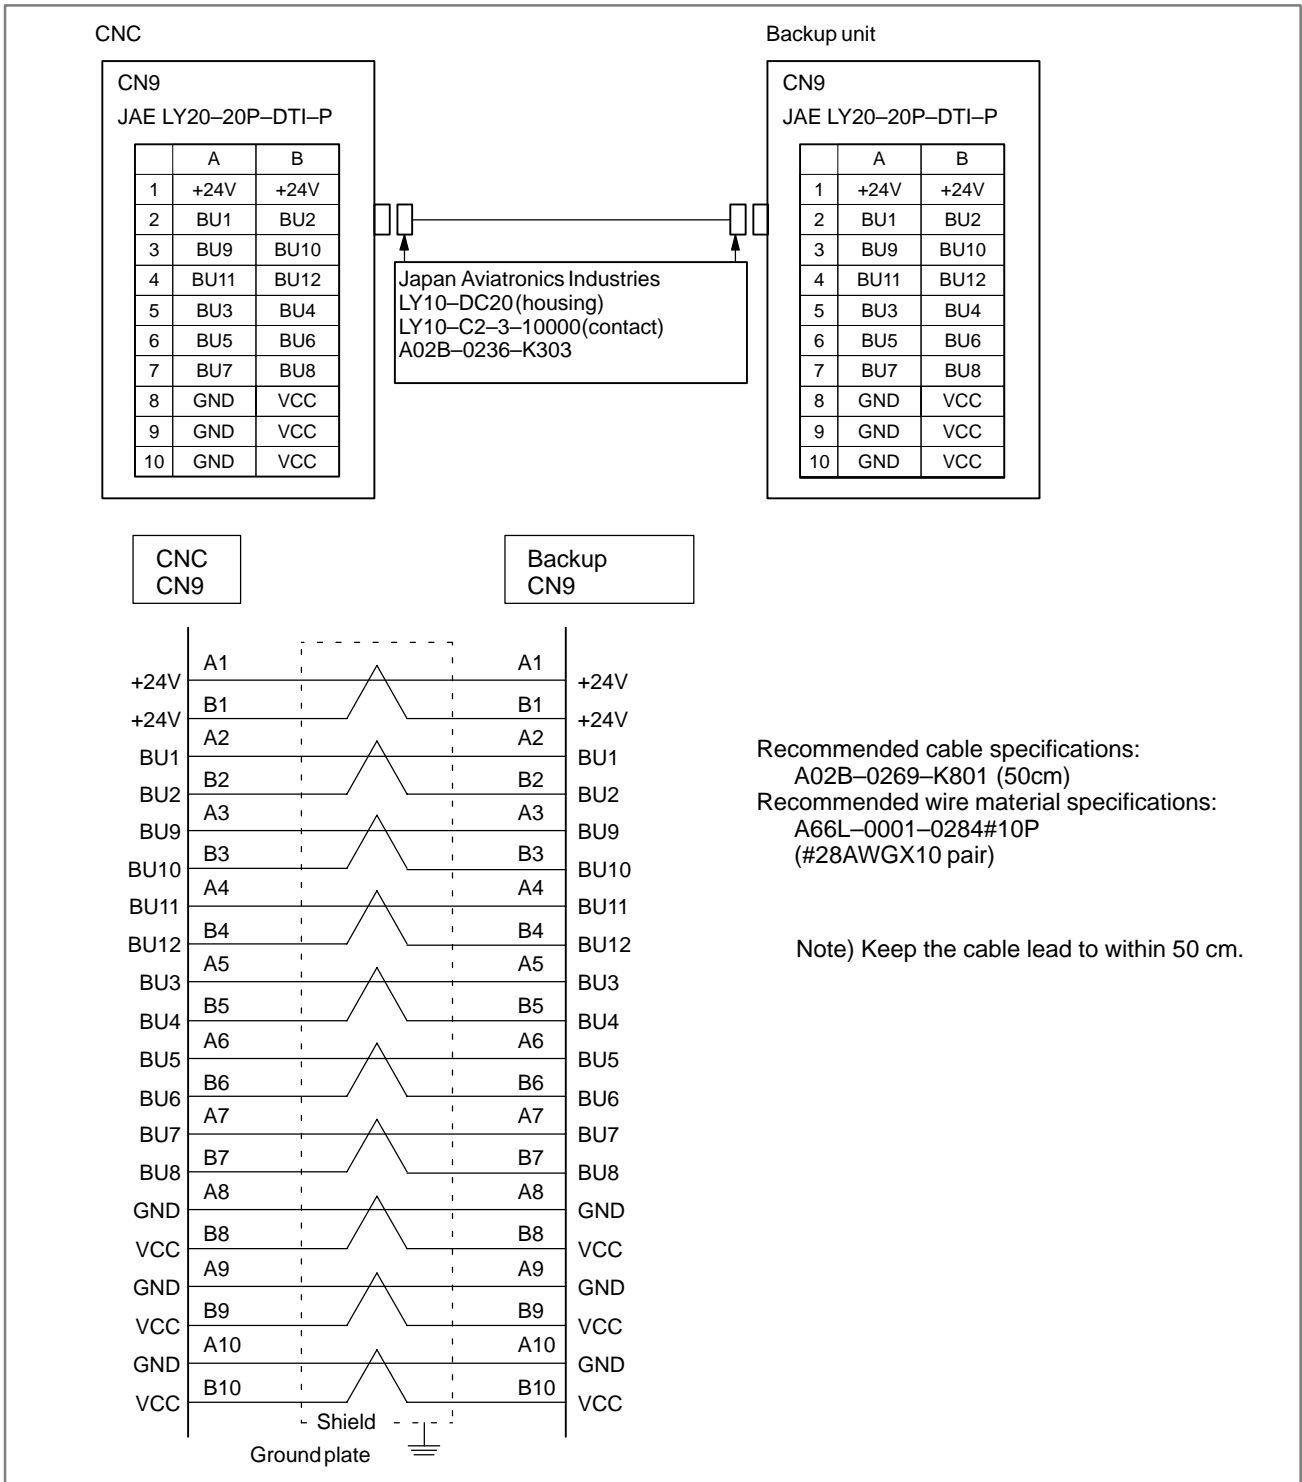 CNC
Backup unit
CN9
JAE LY20–20P–DTI–P
A B
1 +24V +24V
2 BU1 BU2
3 BU9 BU10
4 BU11 BU12
5 BU3 BU4
6 BU5 BU6
7 BU7 BU8
8 GND VCC
9 GND VCC
10 GND VCC
Japan Aviatronics Industries
LY10–DC20 (housing)
LY10–C2–3–10000 (contact)
A02B–0236–K303
CN9
JAE LY20–20P–DTI–P
A B
1 +24V +24V
2 BU1 BU2
3 BU9 BU10
4 BU11 BU12
5 BU3 BU4
6 BU5 BU6
7 BU7 BU8
8 GND VCC
9 GND VCC
10 GND VCC
CNC
CN9
Backup
CN9
+24V A1 A1 +24V
+24V B1 B1 +24V
BU1 A2 A2 BU1
BU2 B2 B2 BU2
BU9 A3 A3 BU9
BU10 B3 B3 BU10
BU11 A4 A4 BU11
BU12 B4 B4 BU12
BU3 A5 A5 BU3
BU4 B5 B5 BU4
BU5 A6 A6 BU5
BU6 B6 B6 BU6
BU7 A7 A7 BU7
BU8 B7 B7 BU8
GND A8 A8 GND
VCC B8 B8 VCC
GND A9 A9 GND
VCC B9 B9 VCC
GND A10 A10 GND
VCC B10 B10 VCC
Shield
Ground plate
Recommended cable specifications:
A02B–0269–K801 (50cm)
Recommended wire material specifications:
A66L–0001–0284#10P
(#28AWGX10 pair)
Note) Keep the cable lead to within 50 cm.